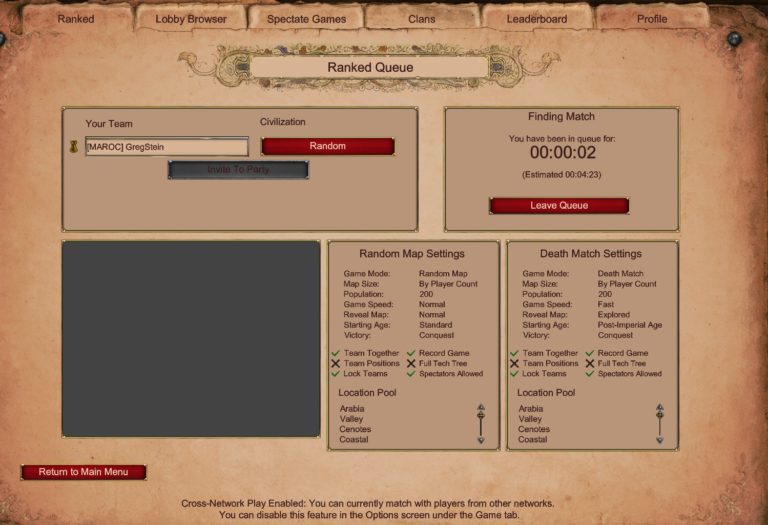 Ranked
Lobby Browser
Spectate Games
Clans
Leaderboard
Profile
Ranked Queue
Your Team
Civilization
[MAROC] GregStein
Random
Invite To Party
Finding Match
You have been in queue for:
00:00:02
(Estimated 00:04:23)
Leave Queue
Random Map Settings
Game Mode: Random Map
Map Size: By Player Count
Population: 200
Game Speed: Normal
Reveal Map: Normal
Starting Age: Standard
Victory: Conquest
Team Together Record Game
Team Positions Full Tech Tree
Lock Teams Spectators Allowed
Location Pool
Arabia
Valley
Cenotes
Coastal
Death Match Settings
Game Mode: Death Match
Map Size: By Player Count
Population: 200
Game Speed: Fast
Reveal Map: Explored
Starting Age: Post-Imperial Age
Victory: Conquest
Team Together Record Game
Team Positions Full Tech Tree
Lock Teams Spectators Allowed
Location Pool
Arabia
Valley
Cenotes
Coastal
Return to Main Menu
Cross-Network Play Enabled: You can currently match with players from other networks.
You can disable this feature in the Options screen under the Game tab.